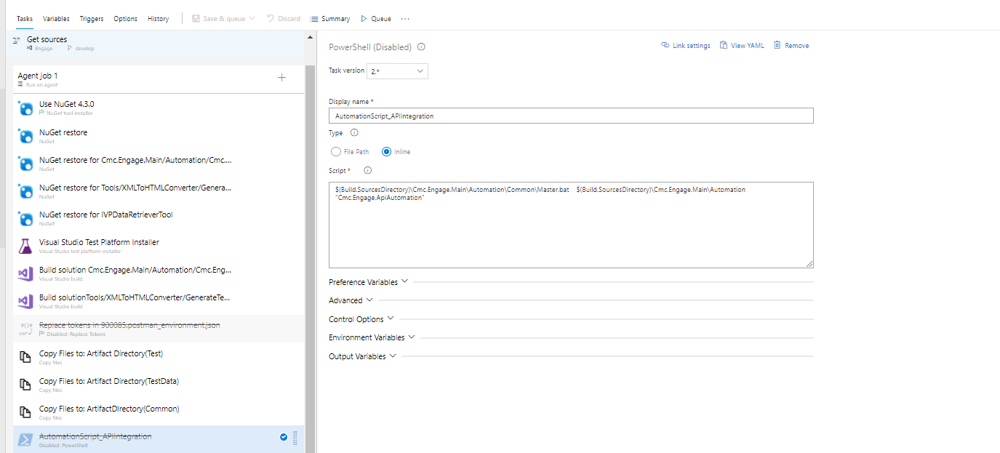 Tasks Variables Triggers Options History Save & queue Discard Summary Queue ...
Get sources
Engage develop
Agent job 1
Run on agent
Use NuGet 4.3.0
NuGet tool installer
NuGet restore
NuGet
NuGet restore for Cmc.Engage.Main/Automation/Cmc....
NuGet
NuGet restore for Tools/XMLToHTMLConverter/Genera...
NuGet
NuGet restore for IVPDataRetrieverTool
NuGet
Visual Studio Test Platform Installer
Visual Studio test platform installer
Build solution Cmc.Engage.Main/Automation/Cmc.Eng...
Visual Studio build
Build solutionTools/XMLToHTMLConverter/GenerateTe...
Visual Studio build
Replace tokens in 900085.postman_environment.json
Disabled: Replace Tokens
Copy Files to: Artifact Directory(Test)
Copy files
Copy Files to: Artifact Directory(TestData)
Copy files
Copy Files to: ArtifactDIrectory(Common)
Copy files
AutomationScript_APIIntegration
Disabled: PowerShell
PowerShell (Disabled)
Link settings View YAML Remove
Task version 2.*
Display name *
AutomationScript_APIIntegration
Type
File Path Inline
Script *
$(Build.SourcesDirectory)\Cmc.Engage.Main\Automation\Common\Master.bat $(Build.SourcesDirectory)\Cmc.Engage.Main\Automation
"Cmc.Engage.ApiAutomation"
Preference Variables
Advanced
Control Options
Environment Variables
Output Variables